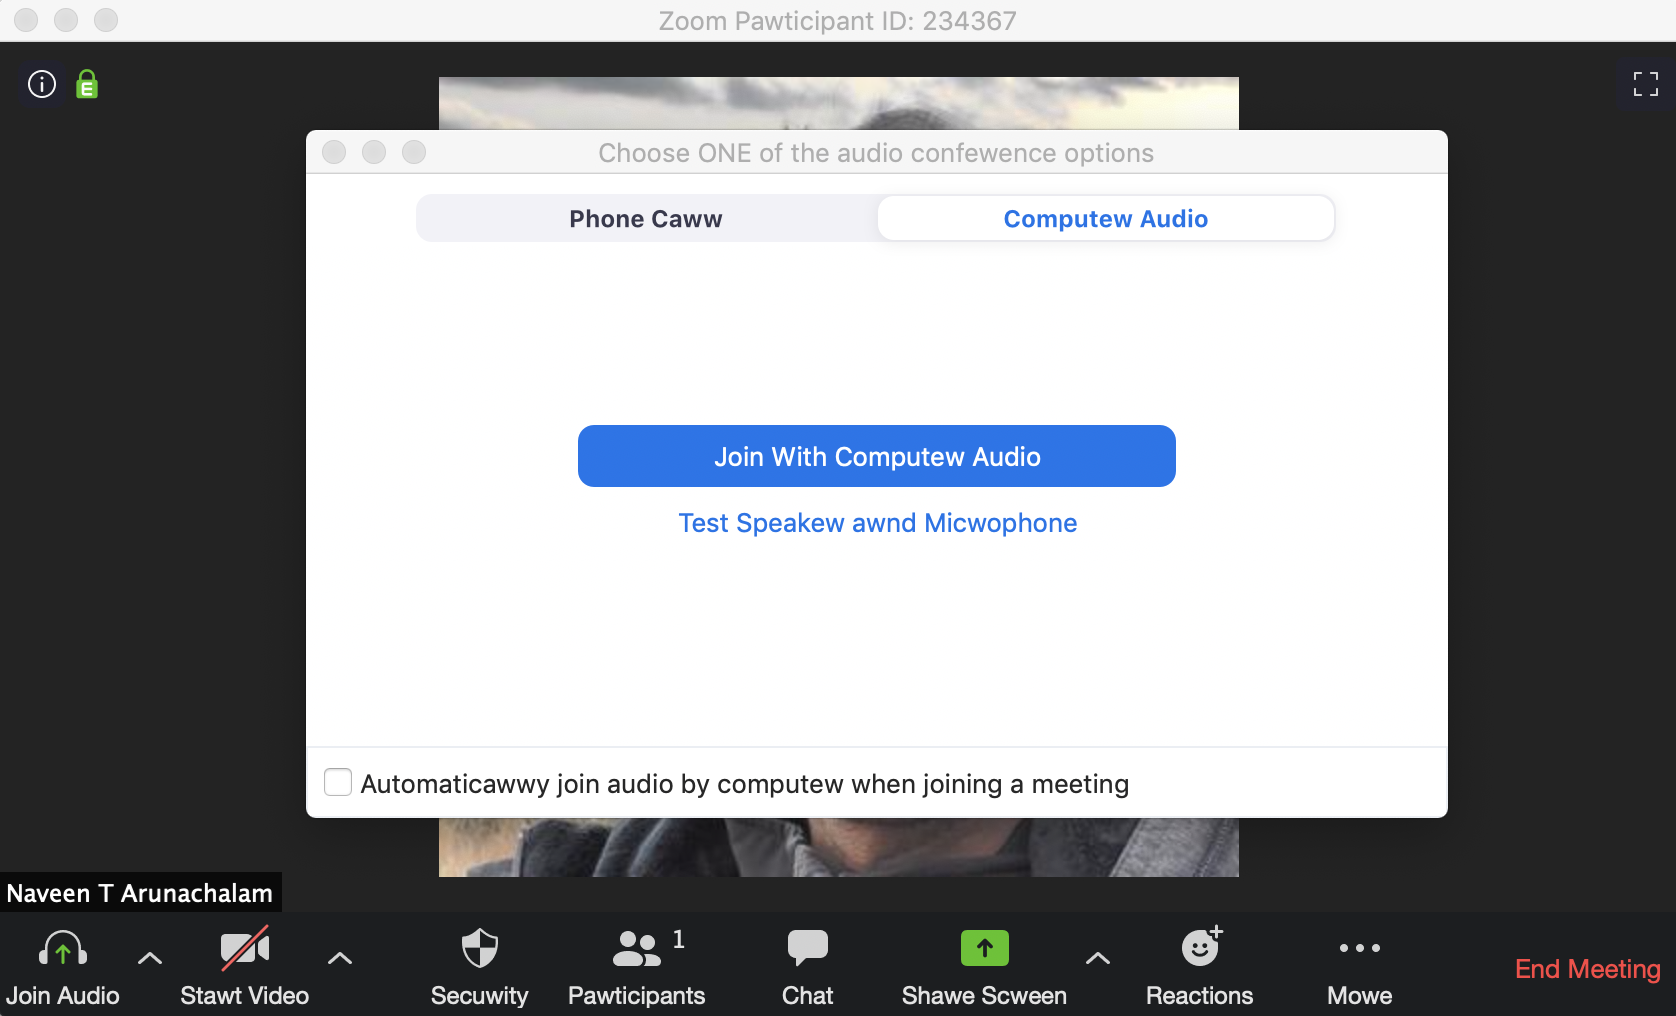 Zoom Pawticipant ID: 234367
E
Choose ONE of the audio confewence options
Phone Caww
Computew Audio
Join With Computew Audio
Test Speakew awnd Micwophone
Automaticawwy join audio by computew when joining a meeting
Naveen T Arunachalam
1
Join Audio
Stawt Video
Secuwity
Pawticipants
Chat
Shawe Scween
Reactions
Mowe
End Meeting